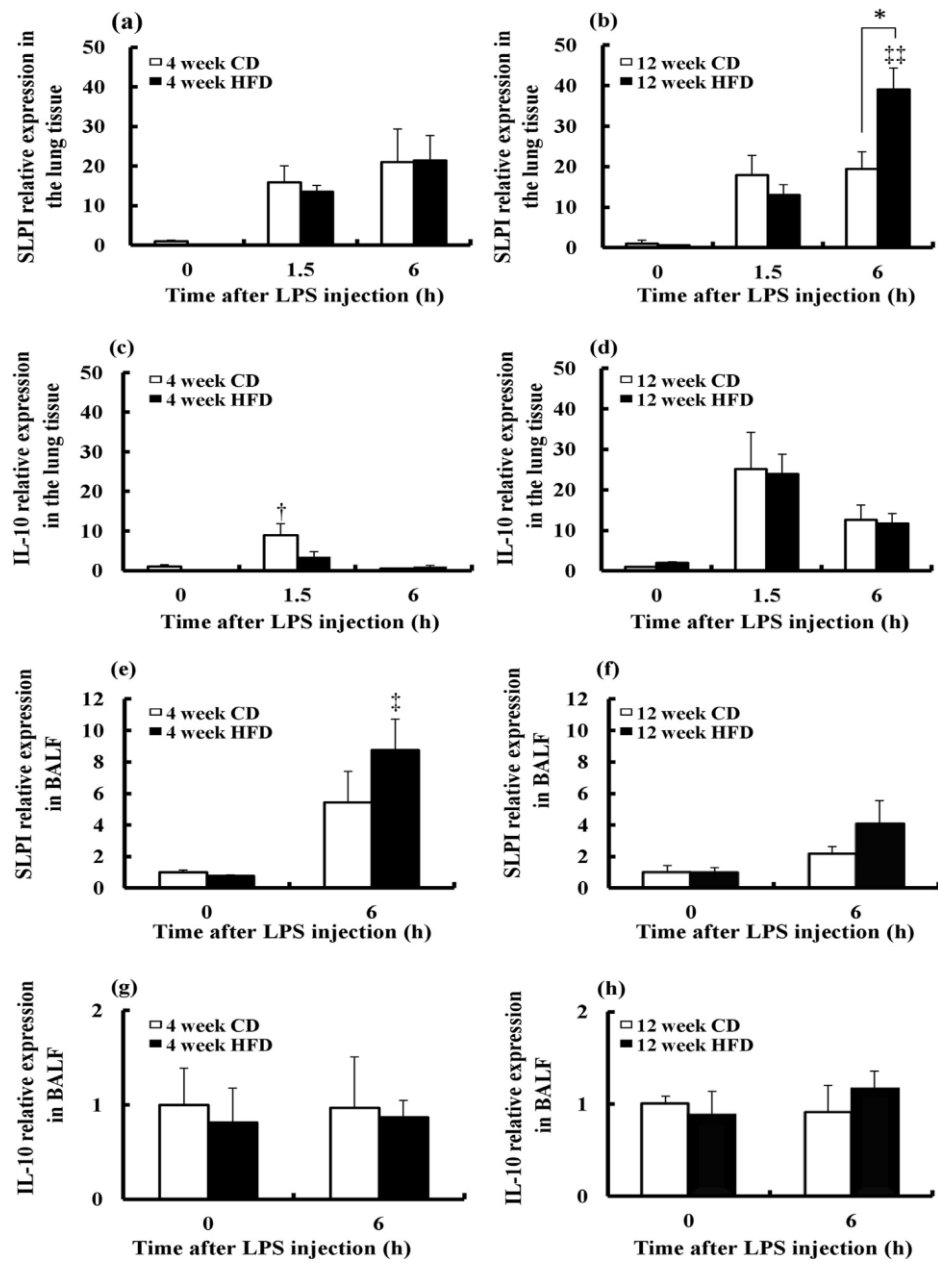 (a)
SLPI relative expression in
the lung tissue
50
40
30
20
10
0
4 week CD
4 week HFD
0 1.5 6
Time after LPS injection (h)
(b)
SLPI relative expression in
the lung tissue
50
40
30
20
10
0
12 week CD
12 week HFD
*
‡‡
0 1.5 6
Time after LPS injection (h)
(c)
IL-10 relative expression
in the lung tissue
50
40
30
20
10
0
4 week CD
4 week HFD
†
0 1.5 6
Time after LPS injection (h)
(d)
IL-10 relative expression
in the lung tissue
50
40
30
20
10
0
12 week CD
12 week HFD
0 1.5 6
Time after LPS injection (h)
(e)
SLPI relative expression
in BALF
12
10
8
6
4
2
0
4 week CD
4 week HFD
‡
0 6
Time after LPS injection (h)
(f)
SLPI relative expression
in BALF
12
10
8
6
4
2
0
12 week CD
12 week HFD
0 6
Time after LPS injection (h)
(g)
IL-10 relative expression
in BALF
2
1
0
4 week CD
4 week HFD
0 6
Time after LPS injection (h)
(h)
IL-10 relative expression
in BALF
2
1
0
12 week CD
12 week HFD
0 6
Time after LPS injection (h)